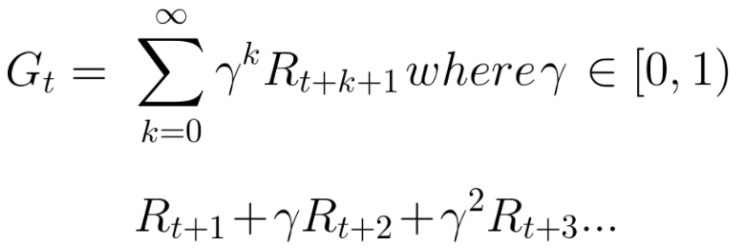 G_t = \sum_{k=0}^{\infty} \gamma^k R_{t+k+1} where \gamma \in [0, 1)
R_{t+1} + \gamma R_{t+2} + \gamma^2 R_{t+3}...